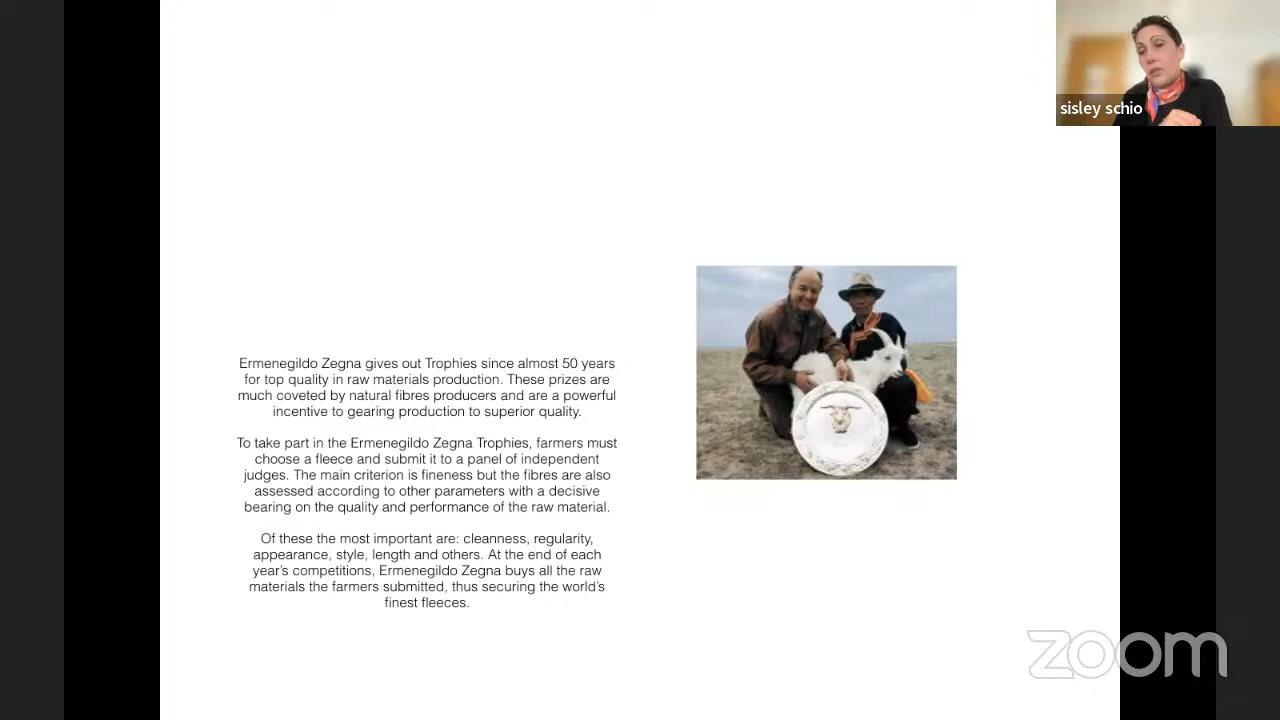 sisley schio
Ermenegildo Zegna gives out Trophies since almost 50 years
for top quality in raw materials production. These prizes are
much coveted by natural fibres producers and are a powerful
incentive to gearing production to superior quality.
To take part in the Ermenegildo Zegna Trophies, farmers must
choose a fleece and submit it to a panel of independent
judges. The main criterion is fineness but the fibres are also
assessed according to other parameters with a decisive
bearing on the quality and performance of the raw material.
Of these the most important are: cleanness, regularity,
appearance, style, length and others. At the end of each
year's competitions, Ermenegildo Zegna buys all the raw
materials the farmers submitted, thus securing the world's
finest fleeces.
zoom